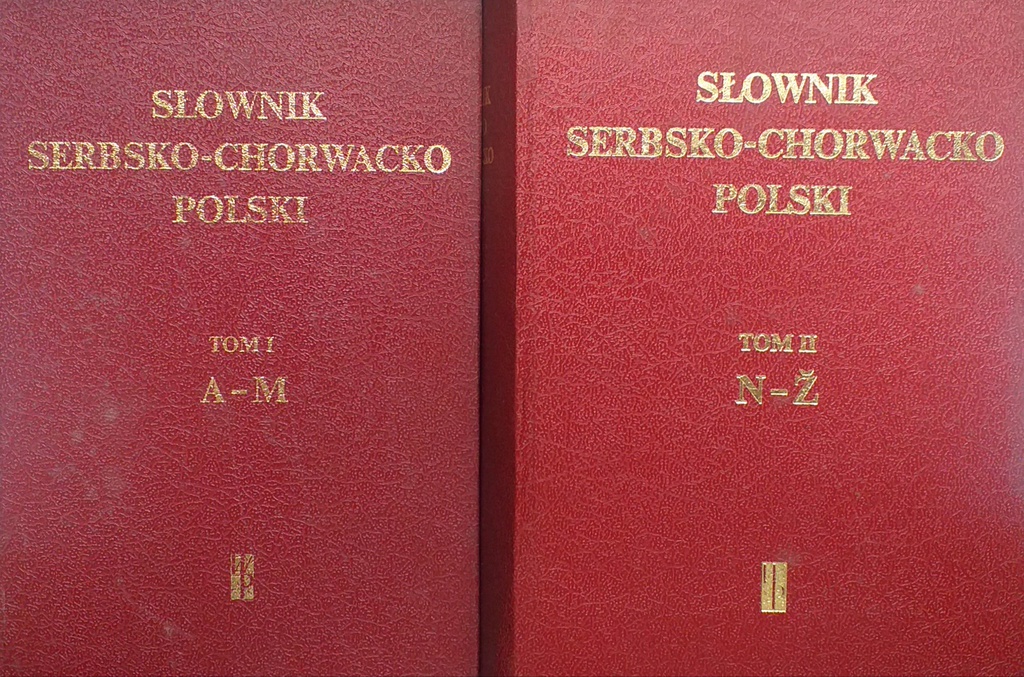 SŁOWNIK
SERBSKO-CHORWACKO
POLSKI
TOM I
A-M
SŁOWNIK
SERBSKO-CHORWACKO
POLSKI
TOM II
N-Ž